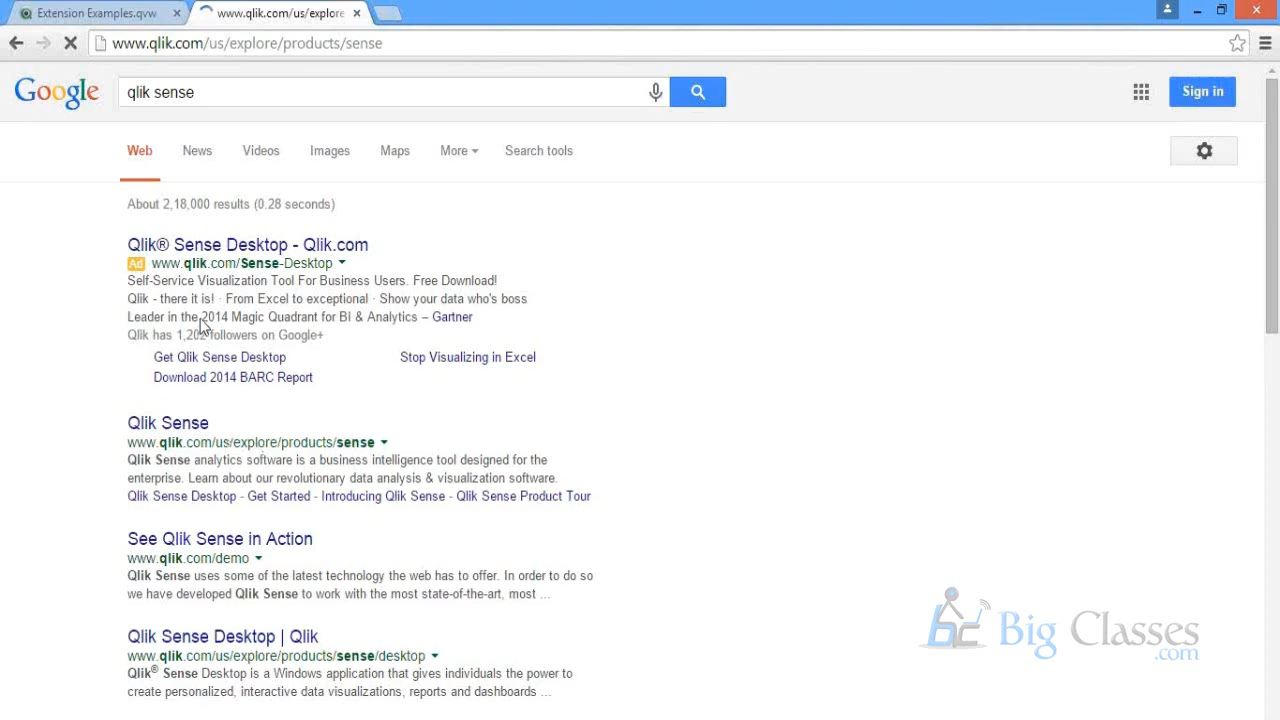 Extension Examples.qvw
www.qlik.com/us/explore
www.qlik.com/us/explore/products/sense
Google
qlik sense
Sign in
Web News Videos Images Maps More Search tools
About 2,18,000 results (0.28 seconds)
Qlik® Sense Desktop - Qlik.com
Ad www.qlik.com/Sense-Desktop
Self-Service Visualization Tool For Business Users. Free Download!
Qlik - there it is! · From Excel to exceptional · Show your data who's boss
Leader in the 2014 Magic Quadrant for BI & Analytics – Gartner
Qlik has 1,202 followers on Google+
Get Qlik Sense Desktop Stop Visualizing in Excel
Download 2014 BARC Report
Qlik Sense
www.qlik.com/us/explore/products/sense
Qlik Sense analytics software is a business intelligence tool designed for the
enterprise. Learn about our revolutionary data analysis & visualization software.
Qlik Sense Desktop - Get Started - Introducing Qlik Sense - Qlik Sense Product Tour
See Qlik Sense in Action
www.qlik.com/demo
Qlik Sense uses some of the latest technology the web has to offer. In order to do so
we have developed Qlik Sense to work with the most state-of-the-art, most ...
Qlik Sense Desktop | Qlik
www.qlik.com/us/explore/products/sense/desktop
Qlik® Sense Desktop is a Windows application that gives individuals the power to
create personalized, interactive data visualizations, reports and dashboards ...
bc Big Classes
.com